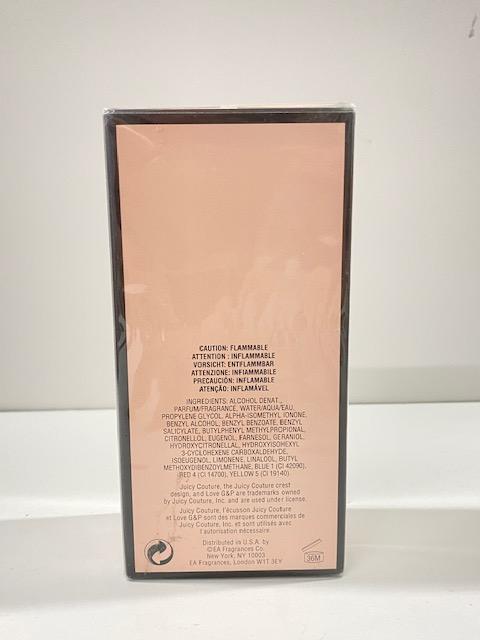 CAUTION: FLAMMABLE
ATTENTION : INFLAMMABLE
VORSICHT: ENTFLAMMBAR
ATTENZIONE: INFIAMMABILE
PRECAUCIÓN: INFLAMABLE
ATENÇÃO: INFLAMÁVEL
INGREDIENTS: ALCOHOL DENAT.,
PARFUM/FRAGRANCE, WATER/AQUA/EAU,
PROPYLENE GLYCOL, ALPHA-ISOMETHYL IONONE,
BENZYL ALCOHOL, BENZYL BENZOATE, BENZYL
SALICYLATE, BUTYLPHENYL METHYLPROPIONAL,
CITRONELLOL, EUGENOL, FARNESOL, GERANIOL,
HYDROXYCITRONELLAL, HYDROXYISOHEXYL
3-CYCLOHEXENE CARBOXALDEHYDE,
ISOEUGENOL, LIMONENE, LINALOOL, BUTYL
METHOXYDIBENZOYLMETHANE, BLUE 1 (CI 42090),
RED 4 (CI 14700), YELLOW 5 (CI 19140).
Juicy Couture, the Juicy Couture crest
design, and Love G&P are trademarks owned
by Juicy Couture, Inc. and are used under license.
Juicy Couture, l'écusson Juicy Couture
et Love G&P sont des marques commerciales de
Juicy Couture, Inc. et sont utilisés avec
l'autorisation nécessaire.
Distributed in U.S.A. by
©EA Fragrances Co.
New York, NY 10003
EA Fragrances, London W1T 3EY
36M